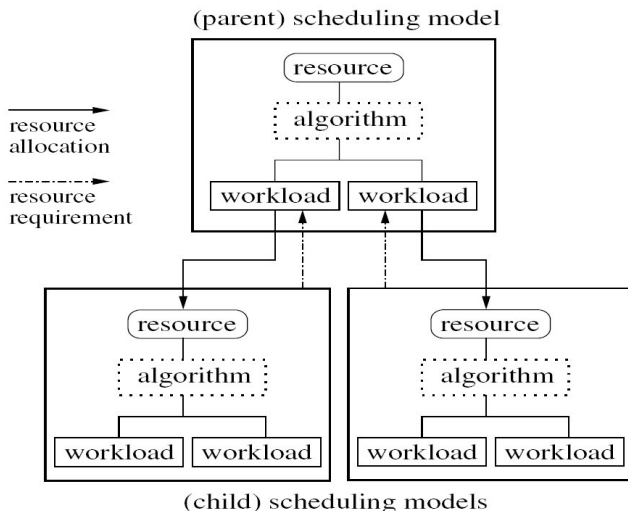 (parent) scheduling model
resource
algorithm
workload workload
resource
allocation
resource
requirement
resource
algorithm
workload workload
resource
algorithm
workload workload
(child) scheduling models